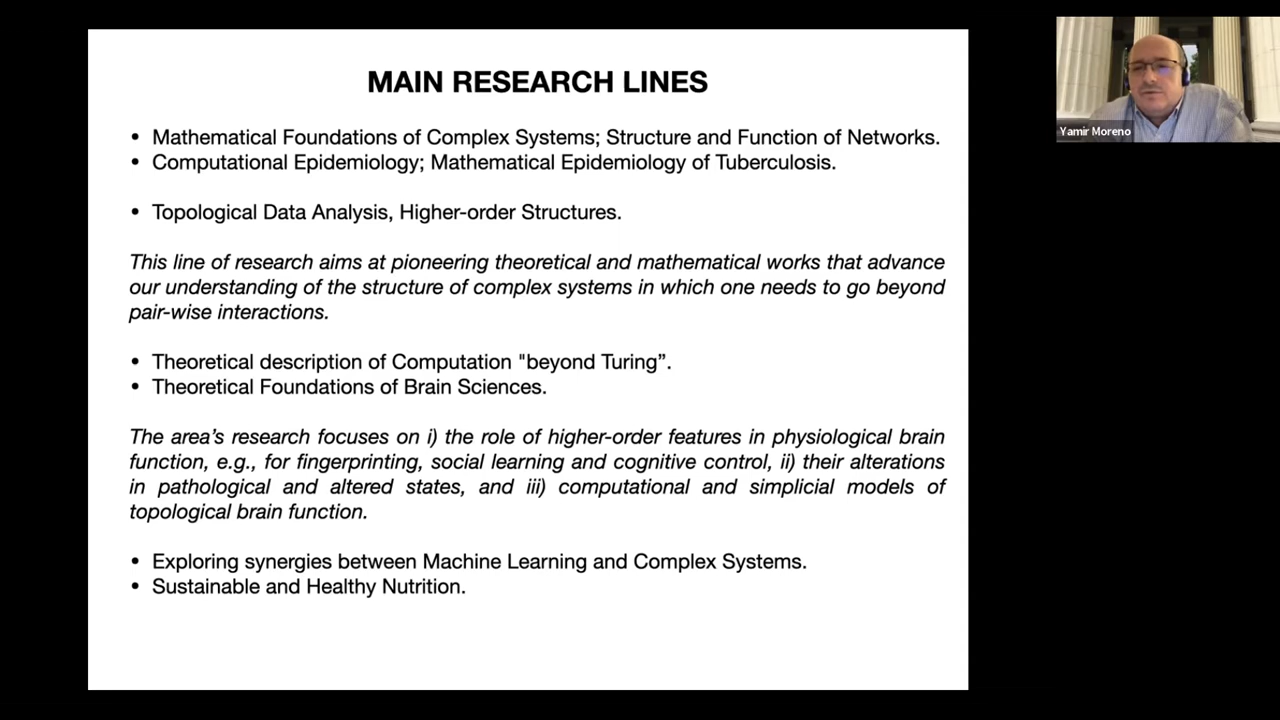 MAIN RESEARCH LINES
• Mathematical Foundations of Complex Systems; Structure and Function of Networks.
• Computational Epidemiology; Mathematical Epidemiology of Tuberculosis.
• Topological Data Analysis, Higher-order Structures.
This line of research aims at pioneering theoretical and mathematical works that advance
our understanding of the structure of complex systems in which one needs to go beyond
pair-wise interactions.
• Theoretical description of Computation "beyond Turing”.
• Theoretical Foundations of Brain Sciences.
The area’s research focuses on i) the role of higher-order features in physiological brain
function, e.g., for fingerprinting, social learning and cognitive control, ii) their alterations
in pathological and altered states, and iii) computational and simplicial models of
topological brain function.
• Exploring synergies between Machine Learning and Complex Systems.
• Sustainable and Healthy Nutrition.
Yamir Moreno